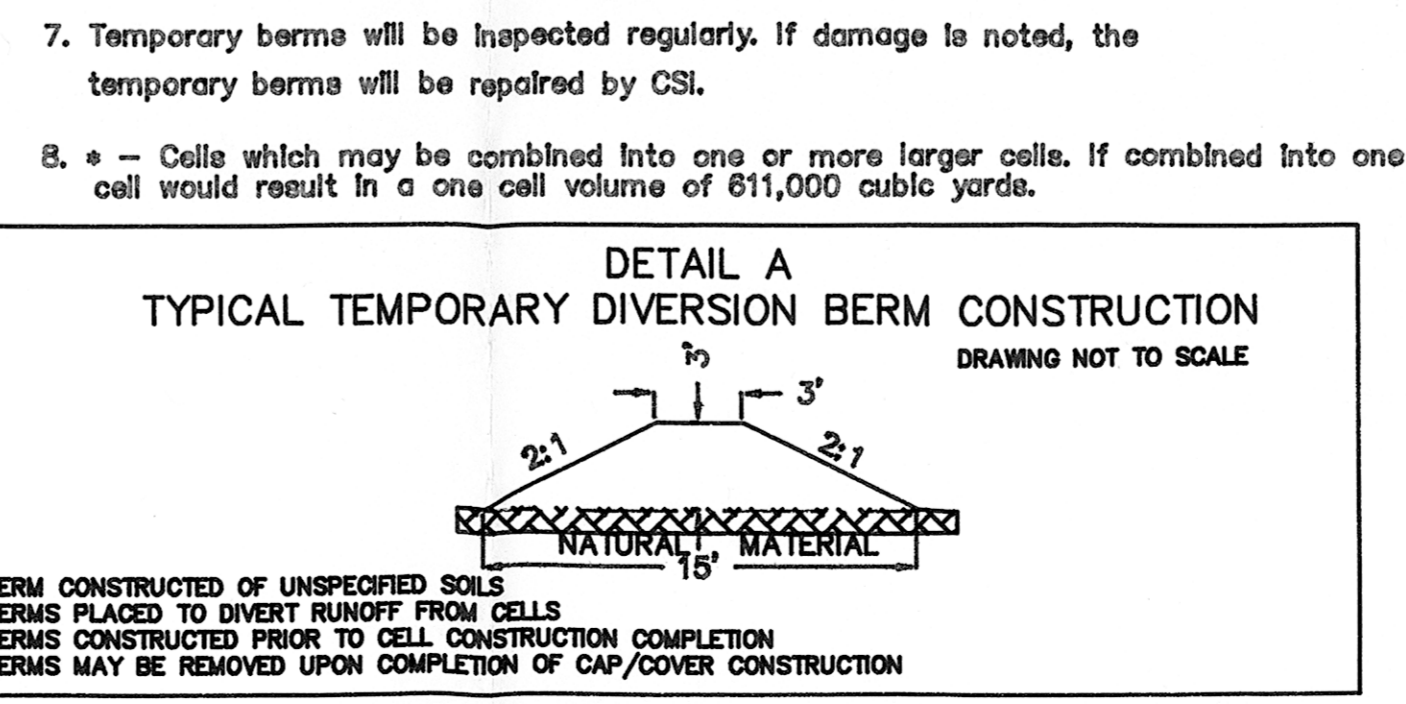 7. Temporary berms will be inspected regularly. If damage is noted, the
temporary berms will be repaired by CSI.
8. * — Cells which may be combined into one or more larger cells. If combined into one
cell would result in a one cell volume of 611,000 cubic yards.
DETAIL A
TYPICAL TEMPORARY DIVERSION BERM CONSTRUCTION
DRAWING NOT TO SCALE
3'
3'
2:1
2:1
NATURAL MATERIAL
15'
ERM CONSTRUCTED OF UNSPECIFIED SOILS
ERMS PLACED TO DIVERT RUNOFF FROM CELLS
ERMS CONSTRUCTED PRIOR TO CELL CONSTRUCTION COMPLETION
ERMS MAY BE REMOVED UPON COMPLETION OF CAP/COVER CONSTRUCTION